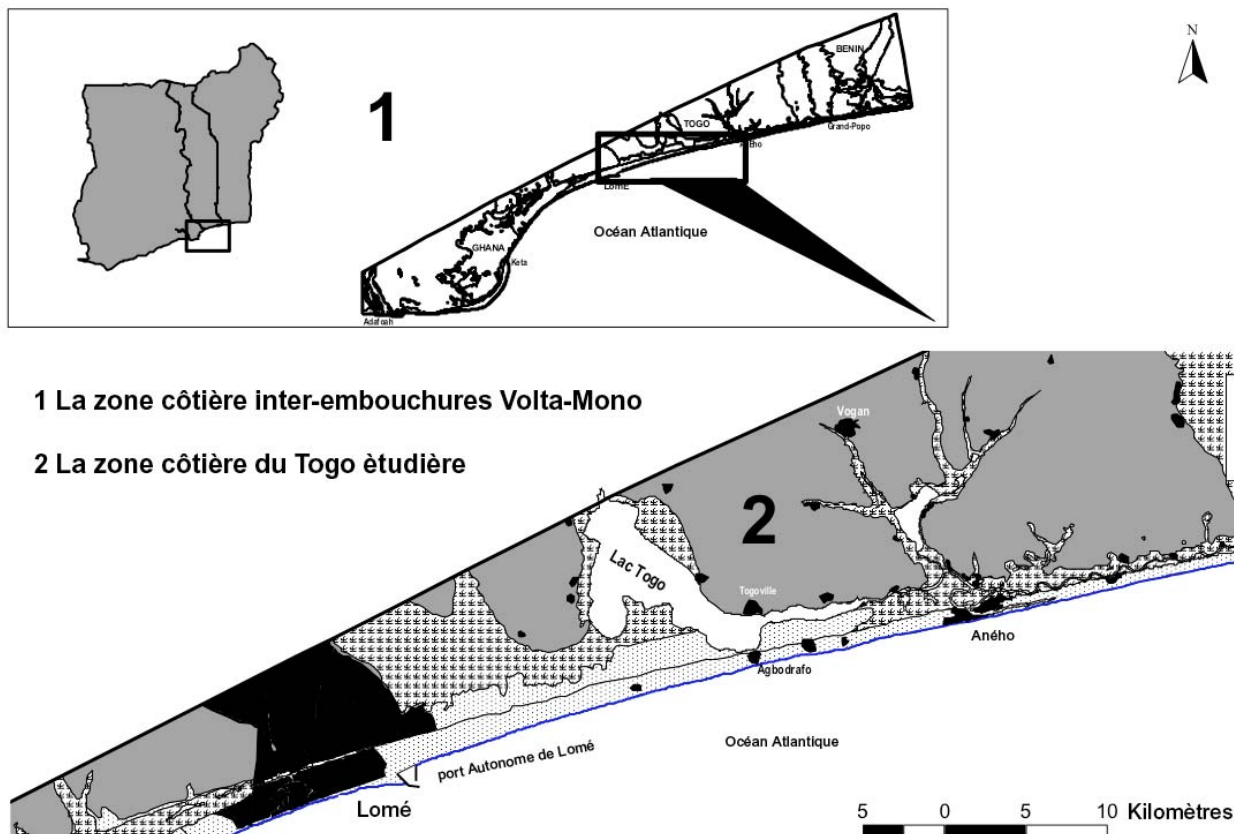 N
1
BENIN
TOGO
Grand-Popo
LomE
Océan Atlantique
GHANA
Keta
Adafoah
1 La zone côtière inter-embouchures Volta-Mono
2 La zone côtière du Togo ètudière
Vogan
2
Lac Togo
Togoville
Aného
Agbodrafo
Océan Atlantique
port Autonome de Lomé
Lomé
5 0 5 10 Kilomètres